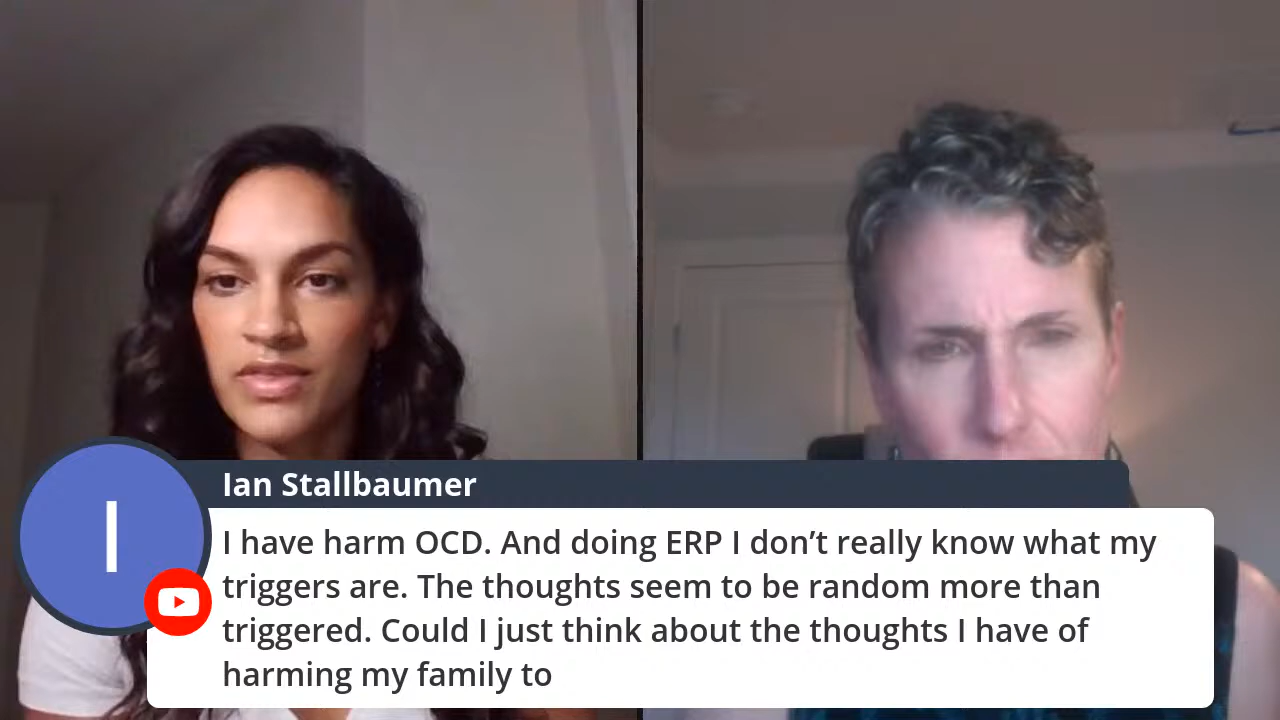 I
Ian Stallbaumer
I have harm OCD. And doing ERP I don’t really know what my
triggers are. The thoughts seem to be random more than
triggered. Could I just think about the thoughts I have of
harming my family to